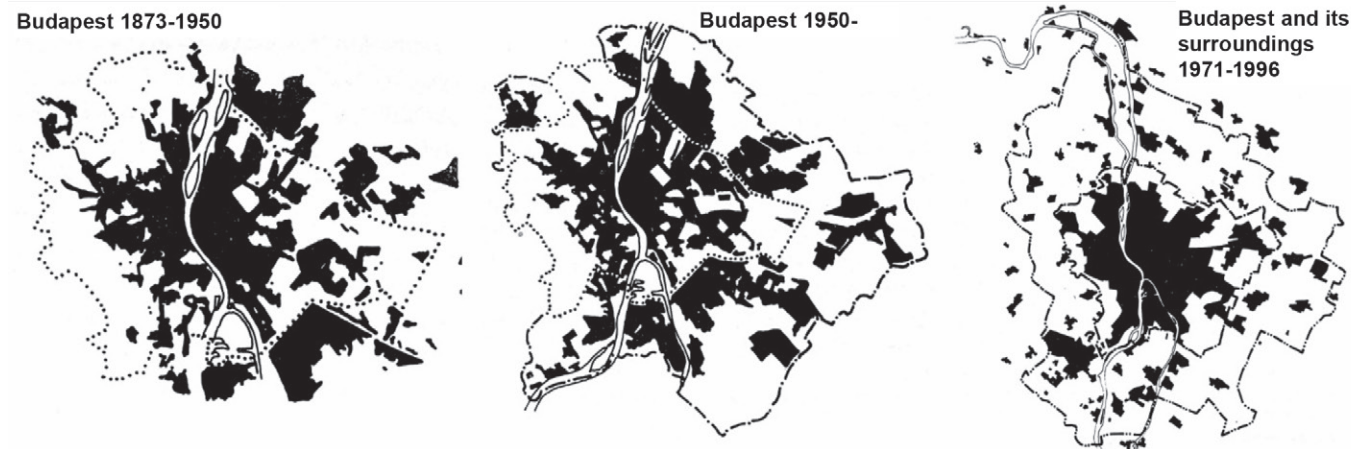 Budapest 1873-1950
Budapest 1950-
Budapest and its
surroundings
1971-1996